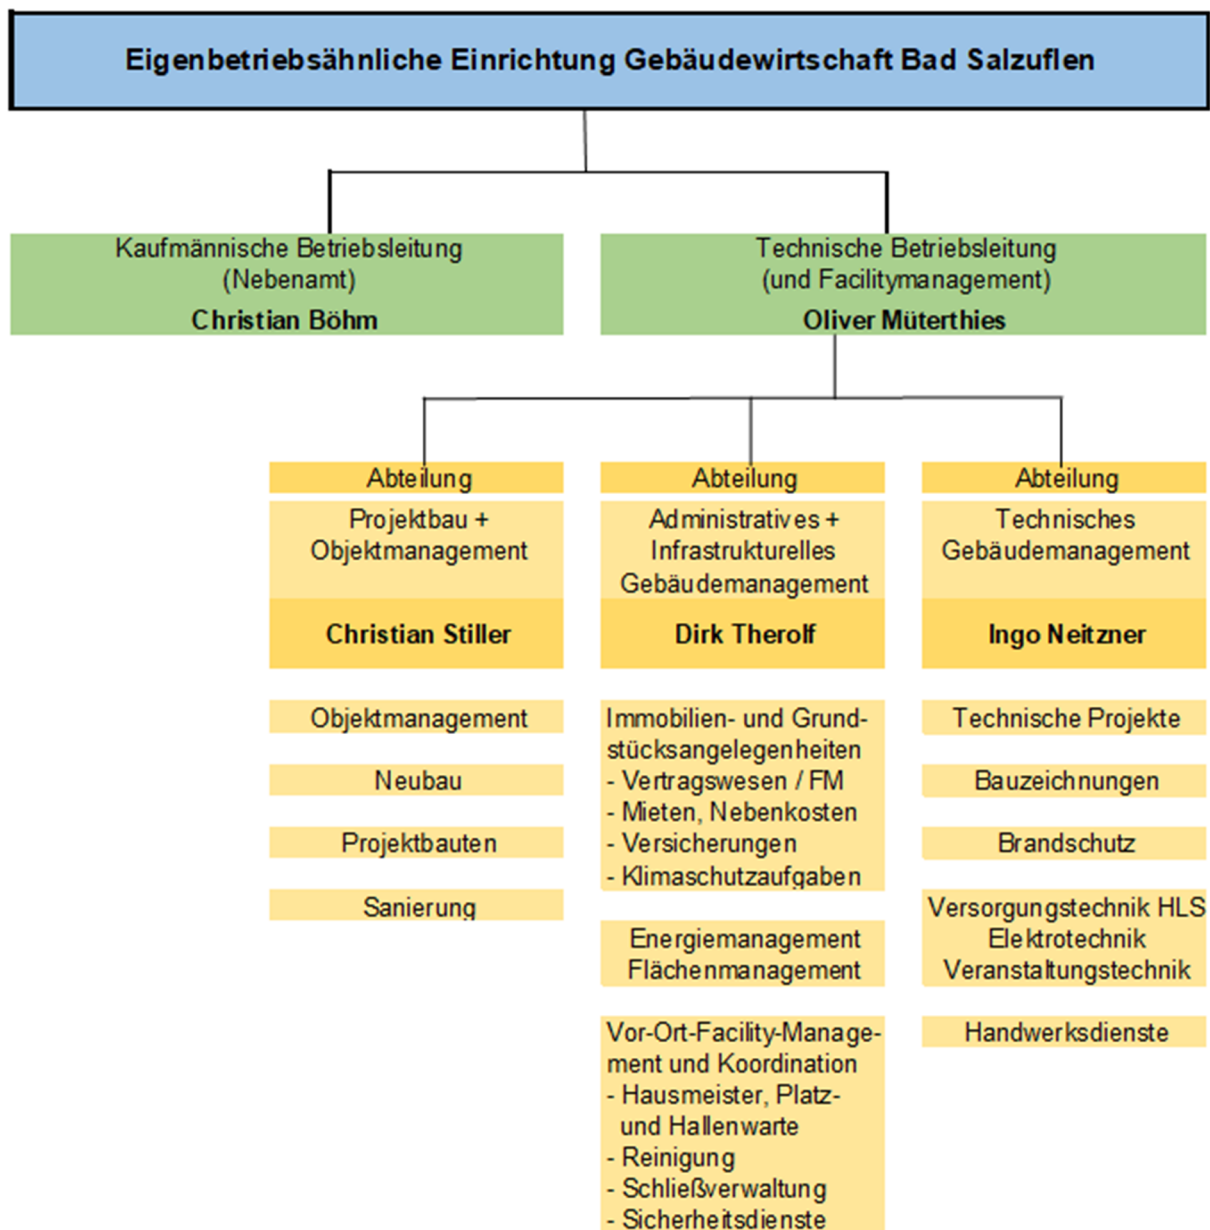 Eigenbetriebsähnliche Einrichtung Gebäudewirtschaft Bad Salzuflen
Kaufmännische Betriebsleitung
(Nebenamt)
Christian Böhm
Technische Betriebsleitung
(und Facilitymanagement)
Oliver Müterthies
Abteilung
Projektbau +
Objektmanagement
Christian Stiller
Objektmanagement
Neubau
Projektbauten
Sanierung
Abteilung
Administratives +
Infrastrukturelles
Gebäudemanagement
Dirk Therolf
Immobilien- und Grund-
stücksangelegenheiten
- Vertragswesen / FM
- Mieten, Nebenkosten
- Versicherungen
- Klimaschutzaufgaben
Energiemanagement
Flächenmanagement
Vor-Ort-Facility-Manage-
ment und Koordination
- Hausmeister, Platz-
und Hallenwarte
- Reinigung
- Schließverwaltung
- Sicherheitsdienste
Abteilung
Technisches
Gebäudemanagement
Ingo Neitzner
Technische Projekte
Bauzeichnungen
Brandschutz
Versorgungstechnik HLS
Elektrotechnik
Veranstaltungstechnik
Handwerksdienste